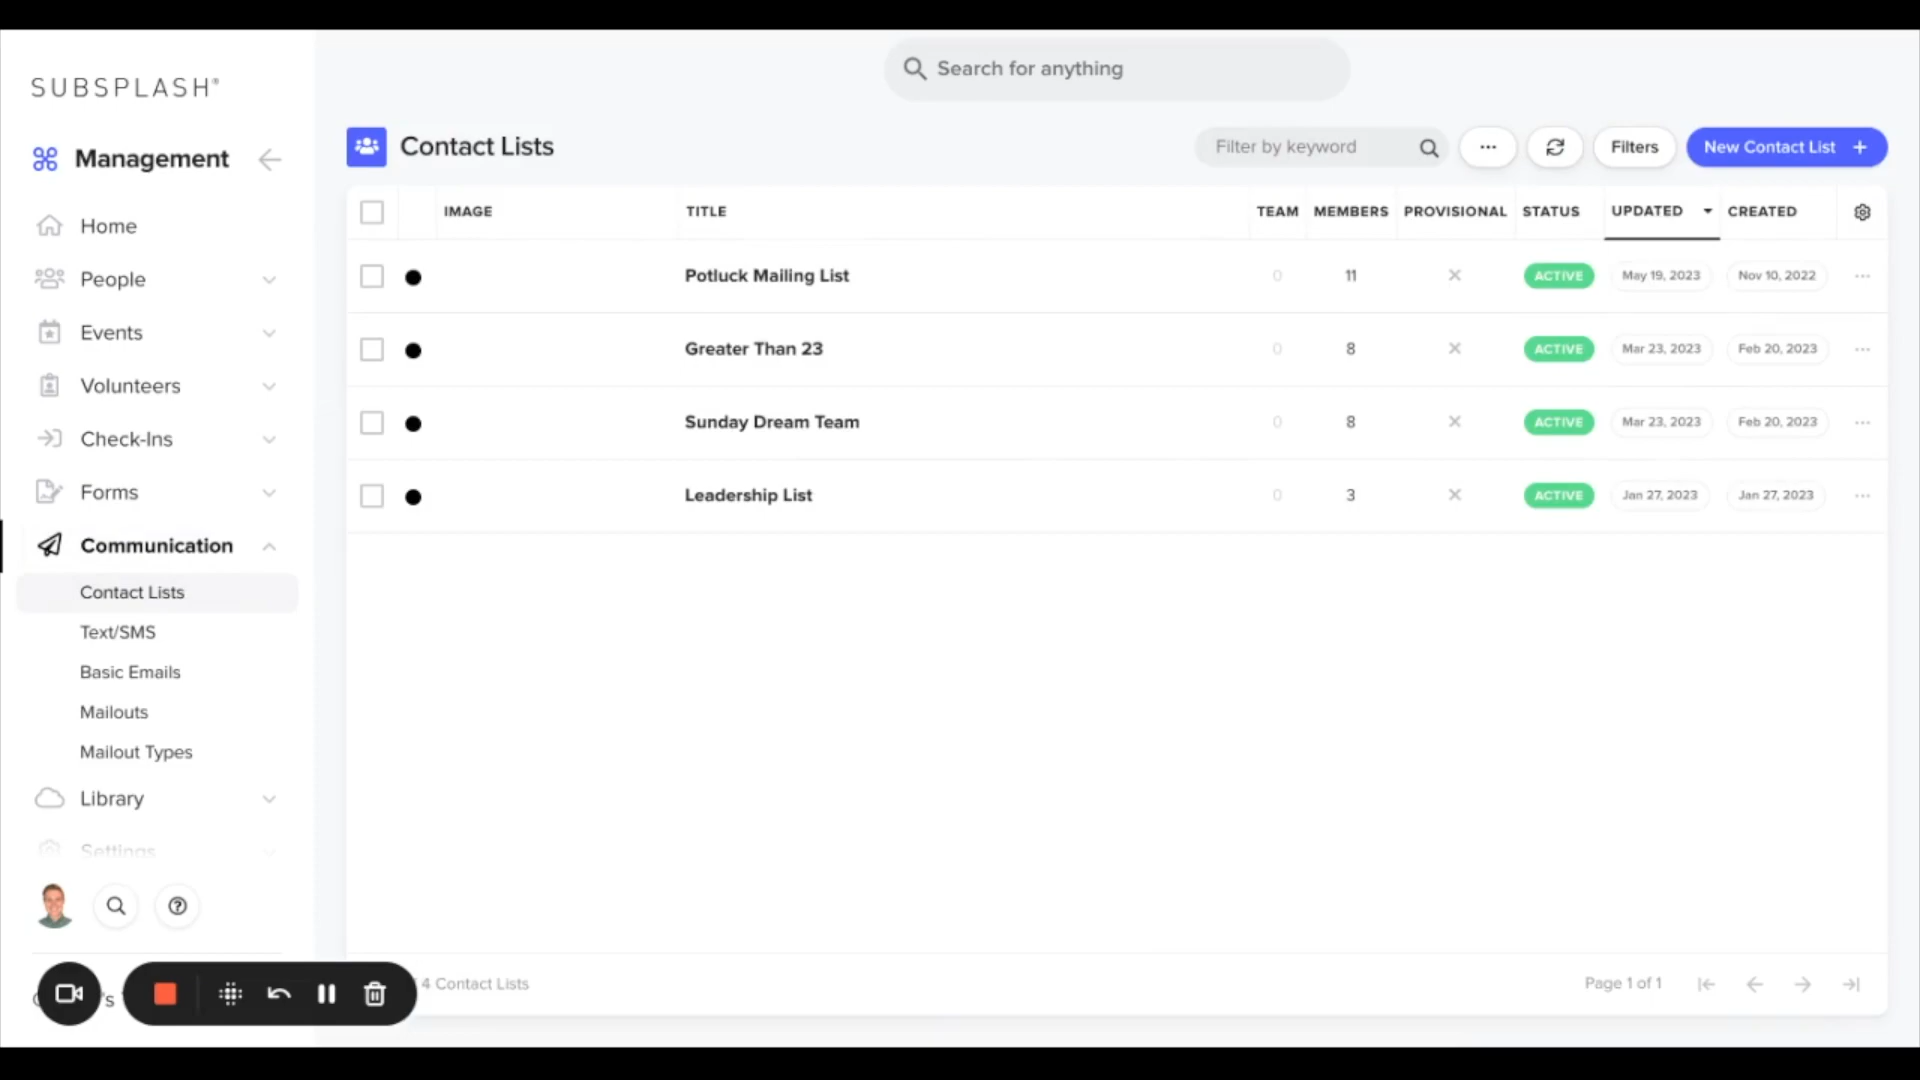 SUBSPLASH®
Management
Home
People
Events
Volunteers
Check-Ins
Forms
Communication
Contact Lists
Text/SMS
Basic Emails
Mailouts
Mailout Types
Library
Settings
's
Search for anything
Contact Lists
Filter by keyword
Filters
New Contact List +
IMAGE TITLE TEAM MEMBERS PROVISIONAL STATUS UPDATED CREATED
Potluck Mailing List 0 11 ACTIVE May 19, 2023 Nov 10, 2022
Greater Than 23 0 8 ACTIVE Mar 23, 2023 Feb 20, 2023
Sunday Dream Team 0 8 ACTIVE Mar 23, 2023 Feb 20, 2023
Leadership List 0 3 ACTIVE Jan 27, 2023 Jan 27, 2023
4 Contact Lists
Page 1 of 1